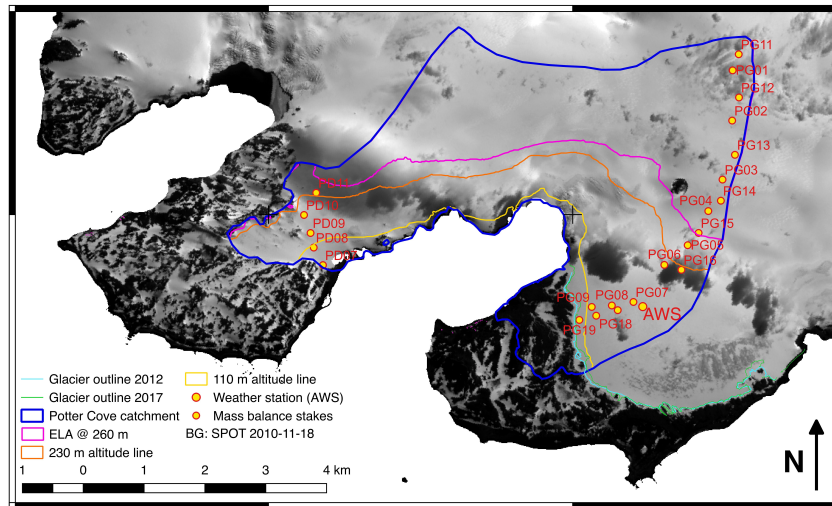 PG11
PG01
PG12
PG02
PG13
PG03
PG14
PG04
PG15
PG05
PG06
PG16
PD10
PD09
PD08
PG09
PG08
PG07
AWS
PG19
PG18
Glacier outline 2012
Glacier outline 2017
Potter Cove catchment
ELA @ 260 m
230 m altitude line
110 m altitude line
Weather station (AWS)
Mass balance stakes
BG: SPOT 2010-11-18
1 0 1 2 3 4 km
N